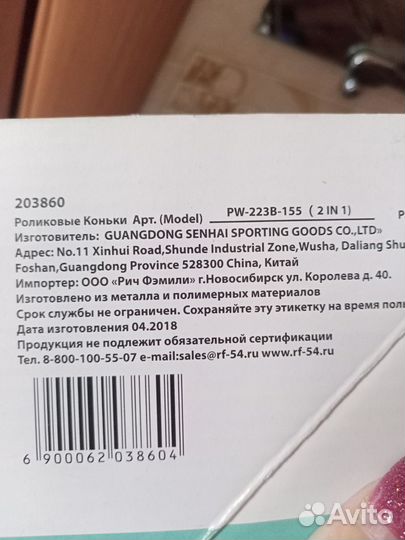 203860
Роликовые Коньки Арт. (Model) PW-223B-155 ( 2 IN 1)
Изготовитель: GUANGDONG SENHAI SPORTING GOODS CO.,LTD»
Адрес: No.11 Xinhui Road,Shunde Industrial Zone,Wusha, Daliang Shu
Foshan,Guangdong Province 528300 China, Китай
Импортер: ООО «Рич Фэмили» г.Новосибирск ул. Королева д. 40.
Изготовлено из металла и полимерных материалов
Срок службы не ограничен. Сохраняйте эту этикетку на время
Дата изготовления 04.2018
Продукция не подлежит обязательной сертификации
Тел. 8-800-100-55-07 e-mail:sales@rf-54.ru www.rf-54.ru
6 900062 038604
Avito